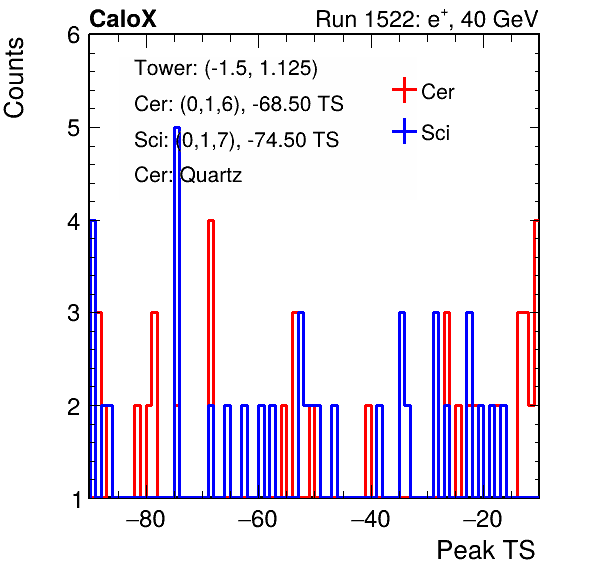 CaloX Run 1522: e⁺, 40 GeV
Counts
6
Tower: (-1.5, 1.125)
Cer: (0,1,6), -68.50 TS
Sci: (0,1,7), -74.50 TS
Cer: Quartz
Cer
Sci
5
4
3
2
1
−80 −60 −40 −20
Peak TS